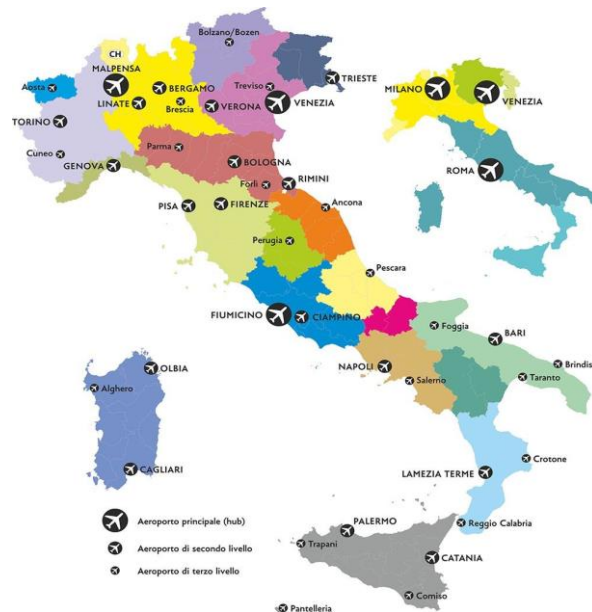 Bolzano/Bozen
CH
MALPENSA
Aosta
BERGAMO
LINATE
Brescia
Treviso
TRIESTE
VERONA
VENEZIA
TORINO
Cuneo
GENOVA
Parma
BOLOGNA
Forlì
RIMINI
PISA
FIRENZE
Ancona
Perugia
Pescara
FIUMICINO
CIAMPINO
Foggia
BARI
NAPOLI
Salerno
Taranto
Brindis
OLBIA
Alghero
CAGLIARI
LAMEZIA TERME
Crotone
Reggio Calabria
PALERMO
Trapani
CATANIA
Comiso
Pantelleria
MILANO
VENEZIA
ROMA
Aeroporto principale (hub)
Aeroporto di secondo livello
Aeroporto di terzo livello